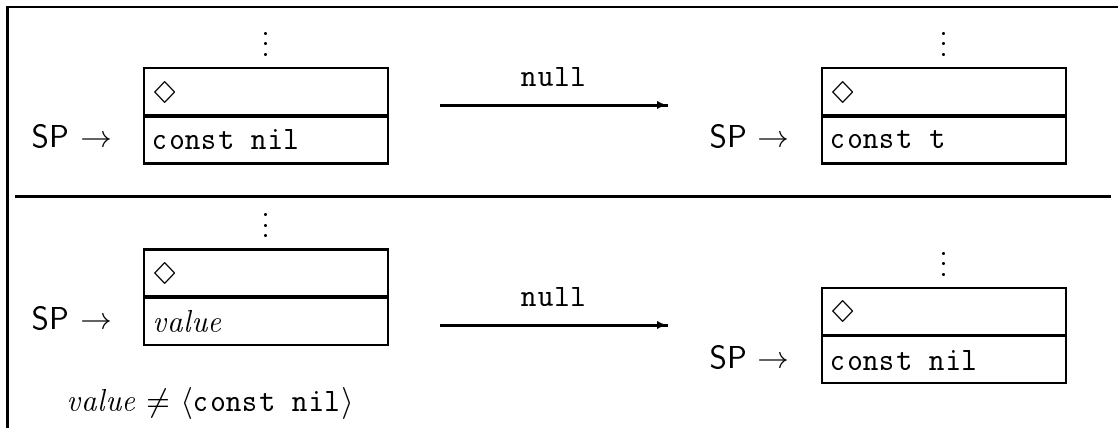 ⋮ ⋮
◇ null ◇
SP → const nil SP → const t
⋮ ⋮
◇ null ◇
SP → value SP → const nil
value ≠ ⟨const nil⟩